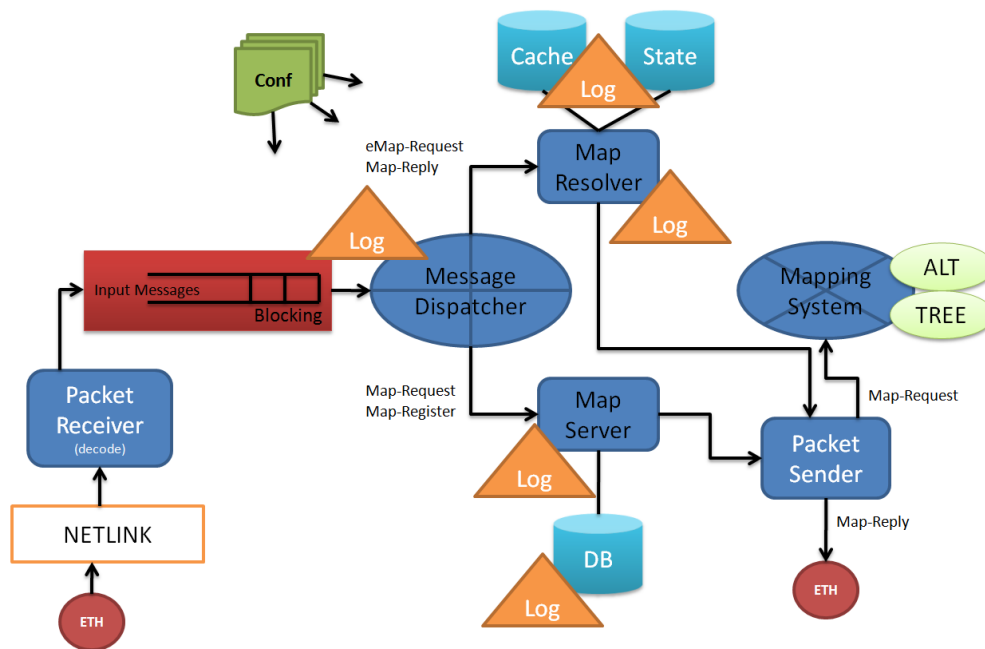 Cache
State
Conf
Log
eMap-Request
Map-Reply
Map
Resolver
Log
Log
Input Messages
Blocking
Message
Dispatcher
Mapping
System
ALT
TREE
Packet
Receiver
(decode)
Map-Request
Map-Register
Map
Server
Map-Request
Packet
Sender
Log
NETLINK
Map-Reply
DB
Log
ETH
ETH